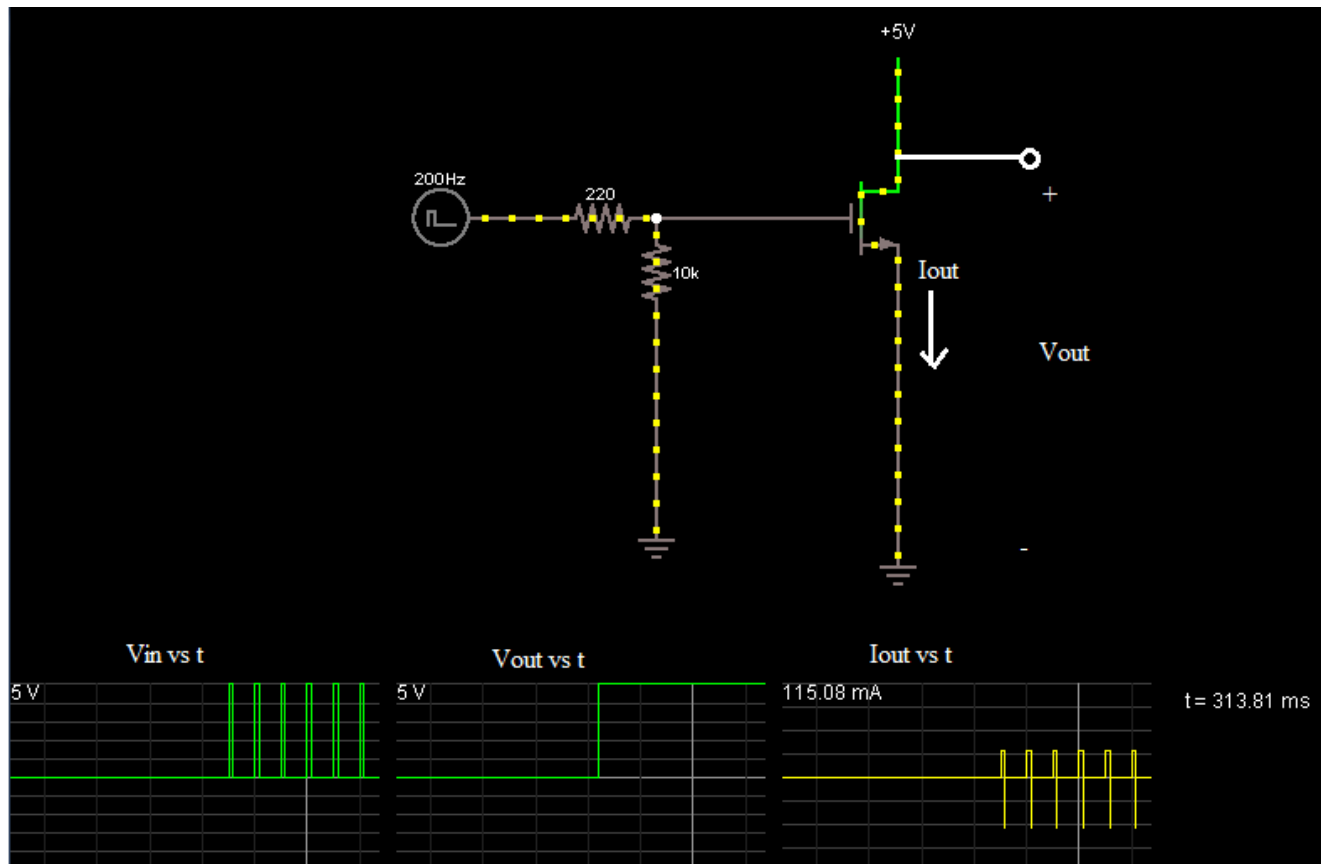 +5V
200Hz
220
+
10k
Iout
Vout
-
Vin vs t
Vout vs t
Iout vs t
5 V
5 V
115.08 mA
t = 313.81 ms